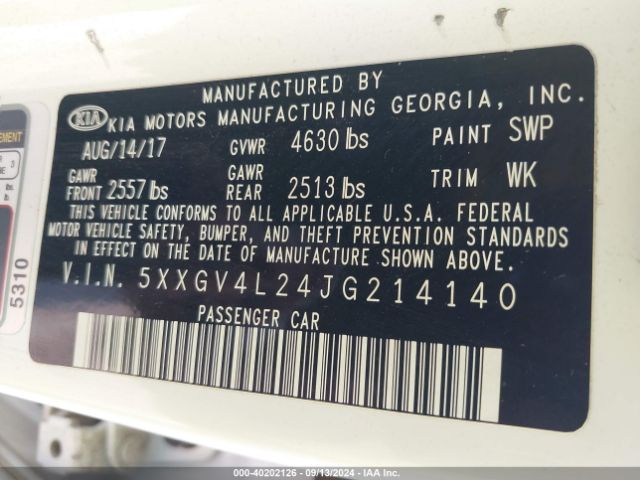 MANUFACTURED BY
KIA KIA MOTORS MANUFACTURING GEORGIA, INC.
AUG/14/17 GVWR 4630 lbs PAINT SWP
GAWR FRONT 2557 lbs GAWR REAR 2513 lbs TRIM WK
THIS VEHICLE CONFORMS TO ALL APPLICABLE U.S.A. FEDERAL
MOTOR VEHICLE SAFETY, BUMPER, AND THEFT PREVENTION STANDARDS
IN EFFECT ON THE DATE OF MANUFACTURE SHOWN ABOVE.
V.I.N. 5XXGV4L24JG214140
PASSENGER CAR
5310
000-40202126 - 09/13/2024 - IAA Inc.